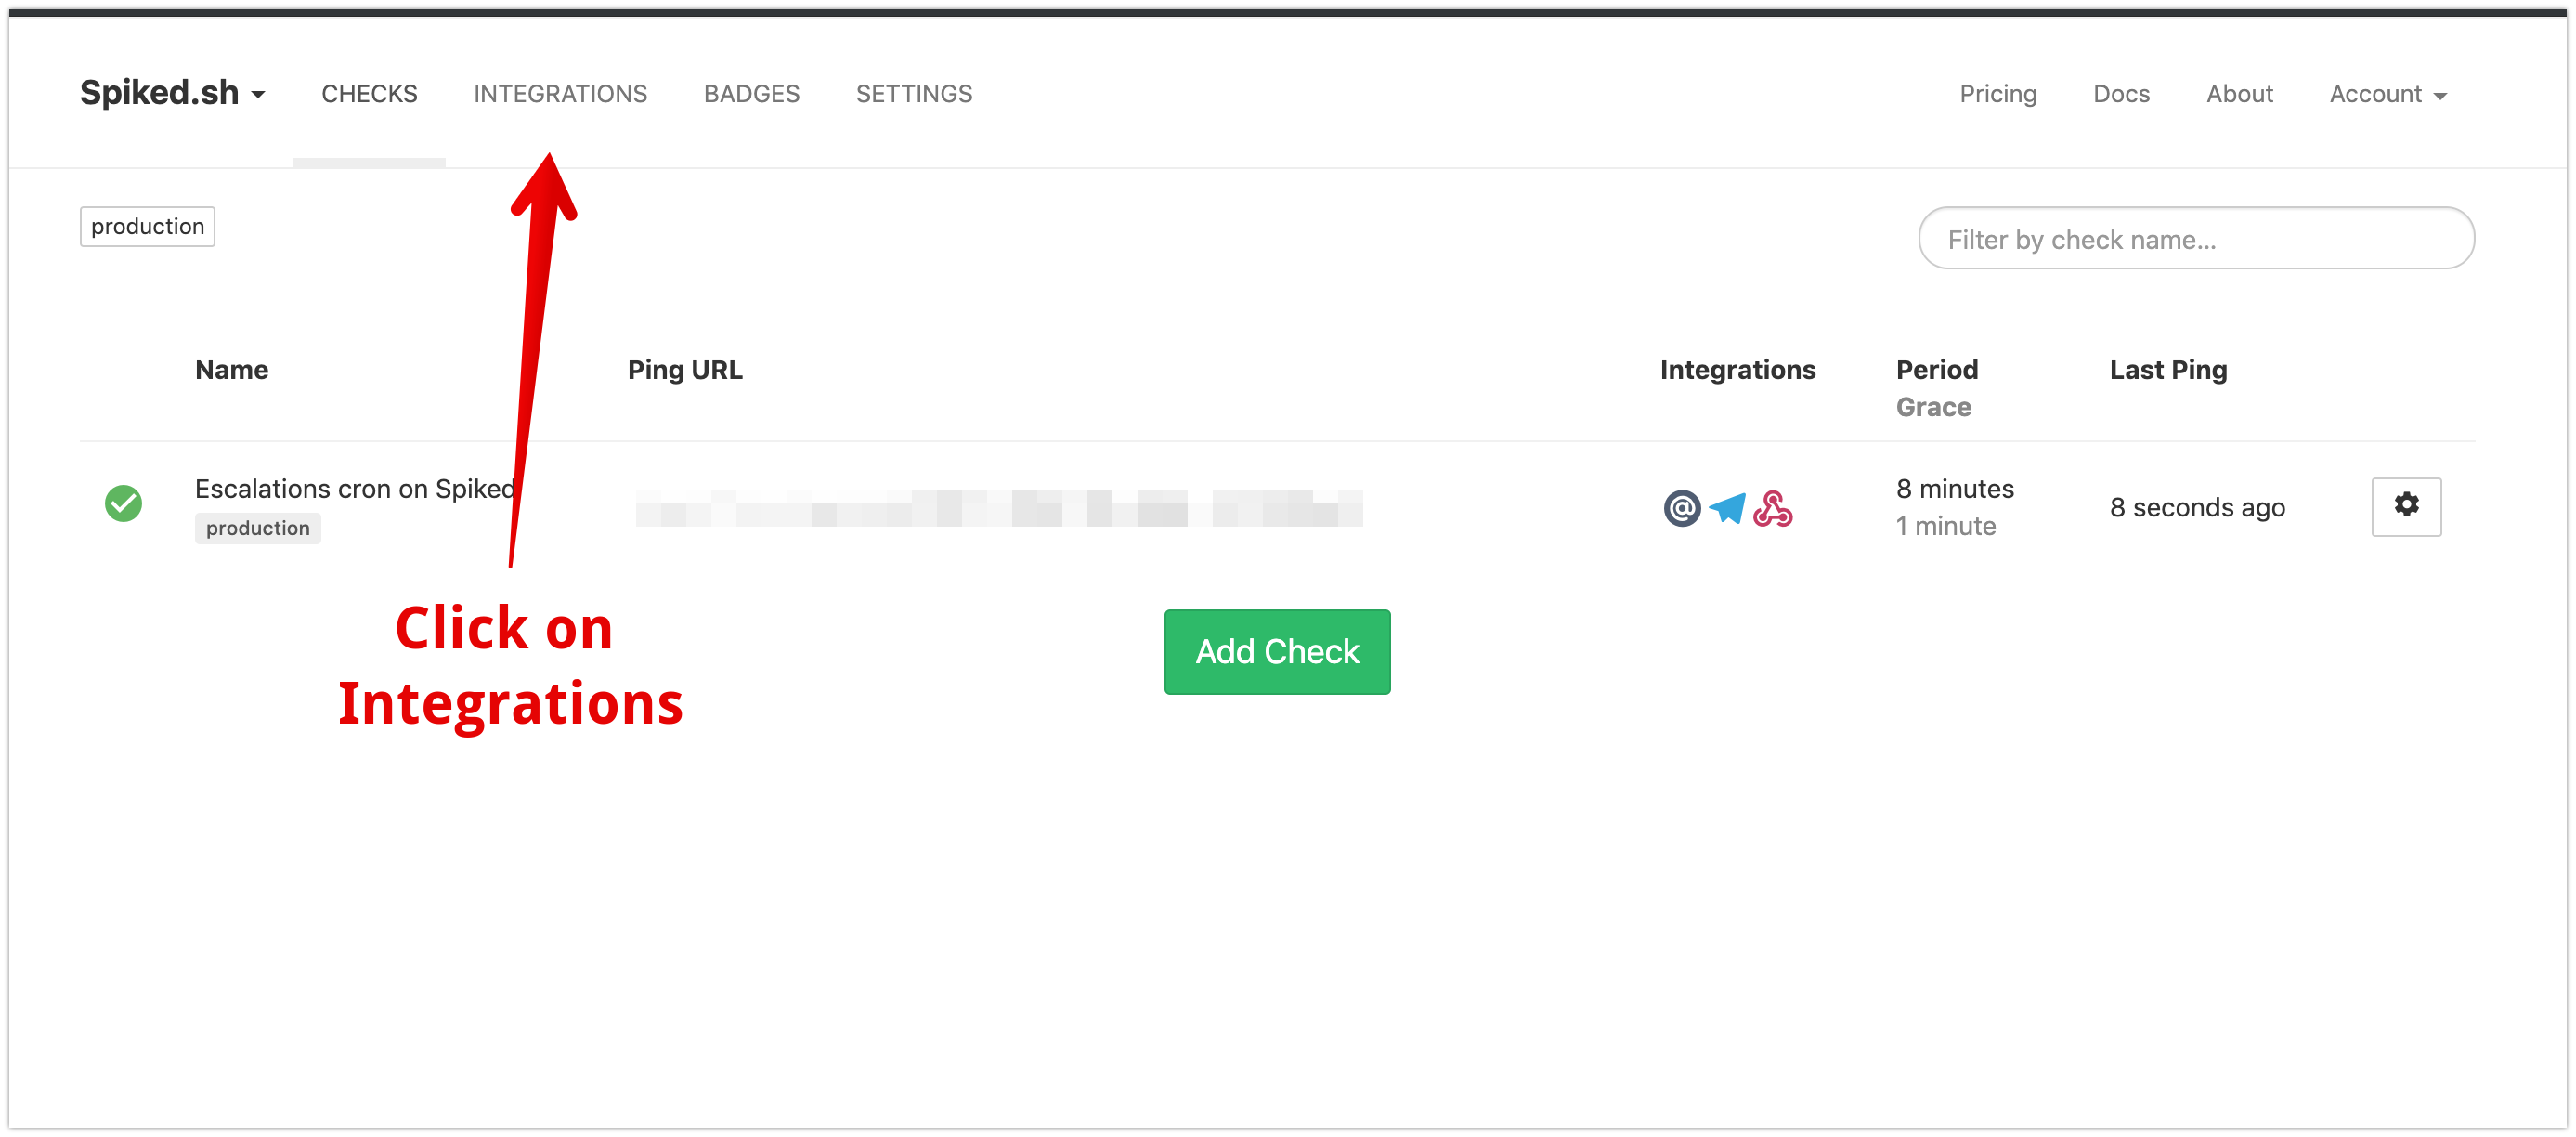 Spiked.sh CHECKS INTEGRATIONS BADGES SETTINGS Pricing Docs About Account
production
Filter by check name...
Name Ping URL Integrations Period Last Ping
Grace
Escalations cron on Spiked 8 minutes
production 1 minute 8 seconds ago
Add Check
Click on
Integrations